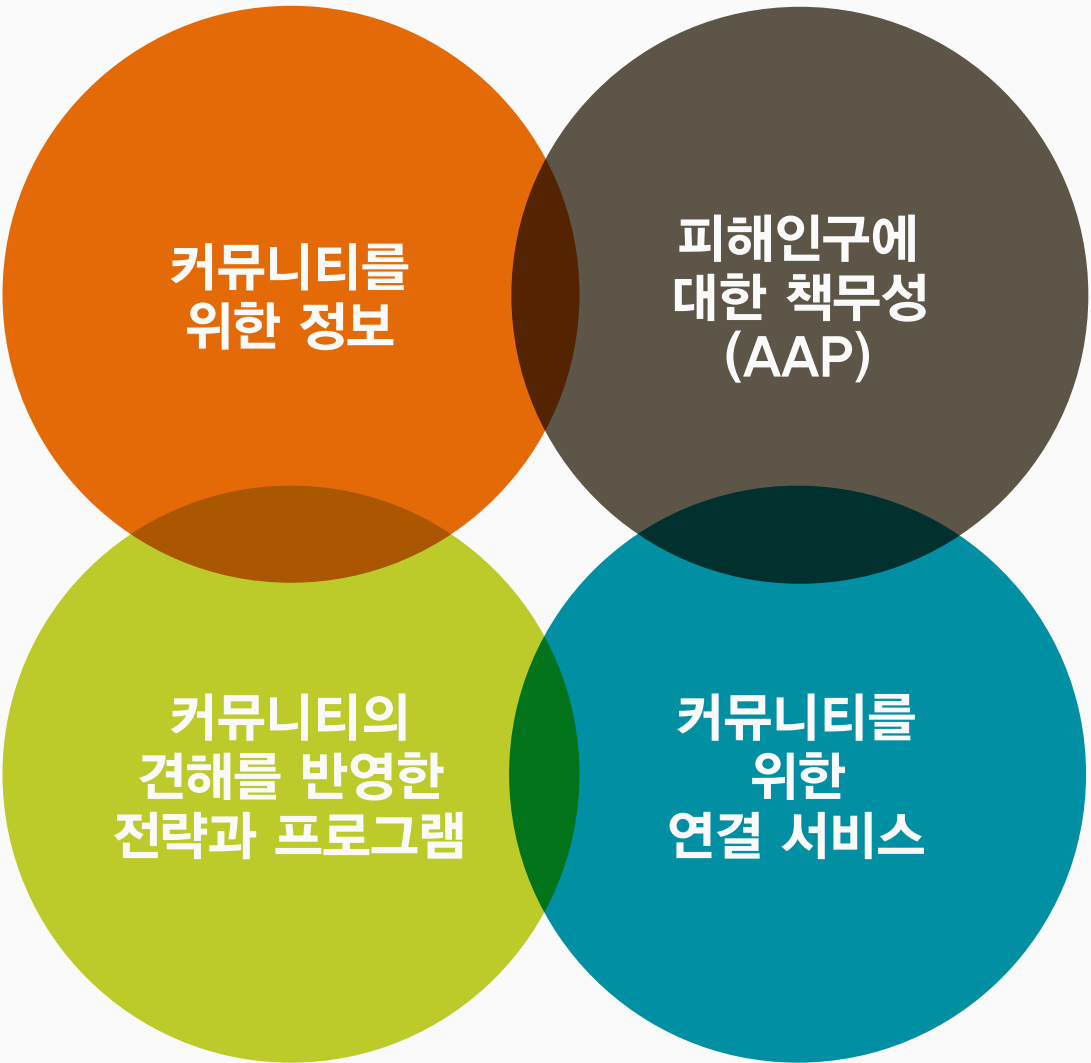 커뮤니티를
위한 정보
피해인구에
대한 책무성
(AAP)
커뮤니티의
견해를 반영한
전략과 프로그램
커뮤니티를
위한
연결 서비스